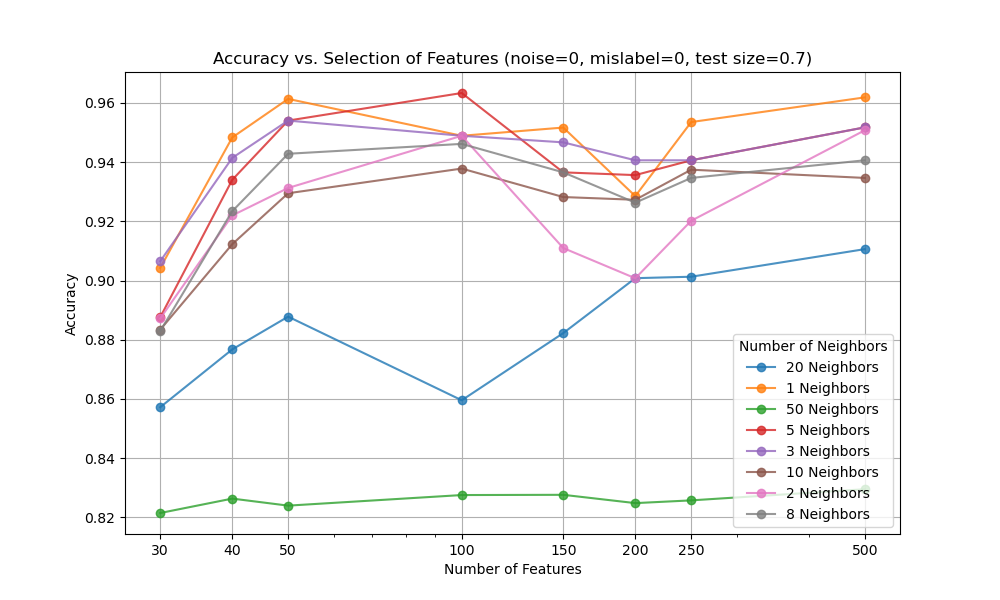 Accuracy vs. Selection of Features (noise=0, mislabel=0, test size=0.7)
Accuracy
0.96
0.94
0.92
0.90
0.88
0.86
0.84
0.82
Number of Neighbors
20 Neighbors
1 Neighbors
50 Neighbors
5 Neighbors
3 Neighbors
10 Neighbors
2 Neighbors
8 Neighbors
30 40 50 100 150 200 250 500
Number of Features